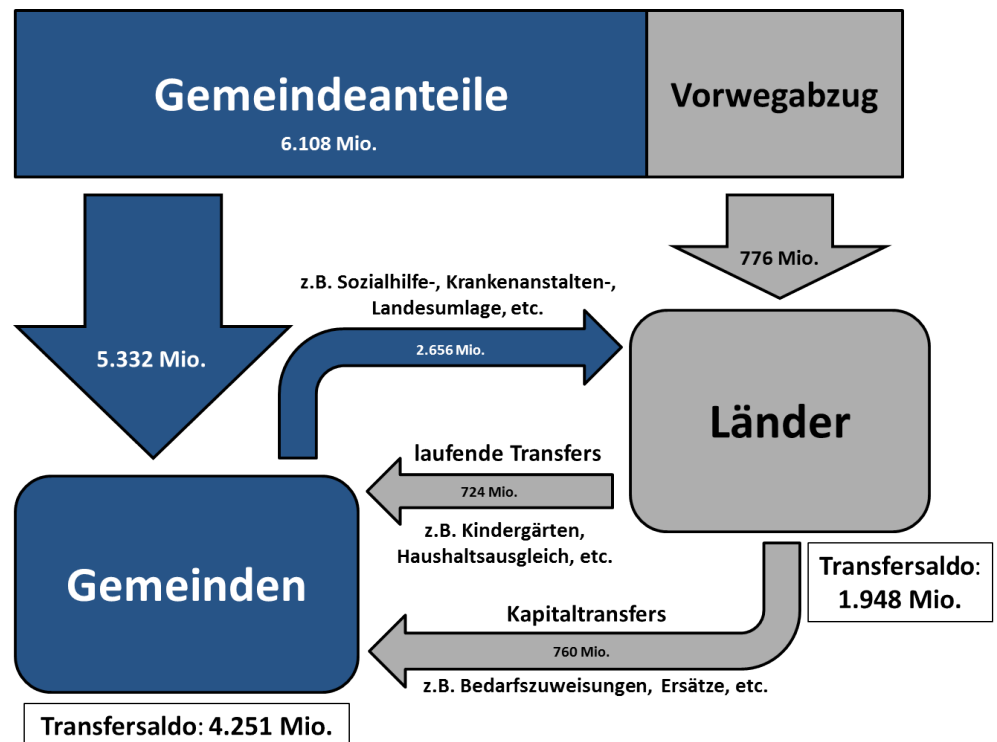 Gemeindeanteile
6.108 Mio.
Vorwegabzug
776 Mio.
z.B. Sozialhilfe-, Krankenanstalten-,
Landesumlage, etc.
2.656 Mio.
5.332 Mio.
Länder
laufende Transfers
724 Mio.
z.B. Kindergärten,
Haushaltsausgleich, etc.
Gemeinden
Transfersaldo:
1.948 Mio.
Kapitaltransfers
760 Mio.
z.B. Bedarfszuweisungen, Ersätze, etc.
Transfersaldo: 4.251 Mio.